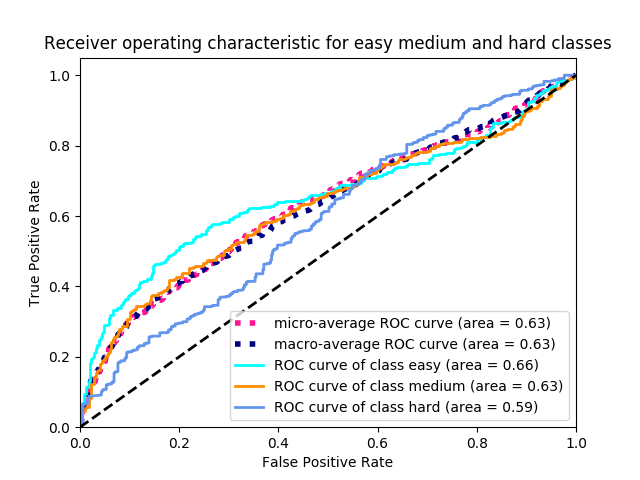 Receiver operating characteristic for easy medium and hard classes
1.0
0.8
0.6
0.4
0.2
0.0
True Positive Rate
micro-average ROC curve (area = 0.63)
macro-average ROC curve (area = 0.63)
ROC curve of class easy (area = 0.66)
ROC curve of class medium (area = 0.63)
ROC curve of class hard (area = 0.59)
0.0 0.2 0.4 0.6 0.8 1.0
False Positive Rate